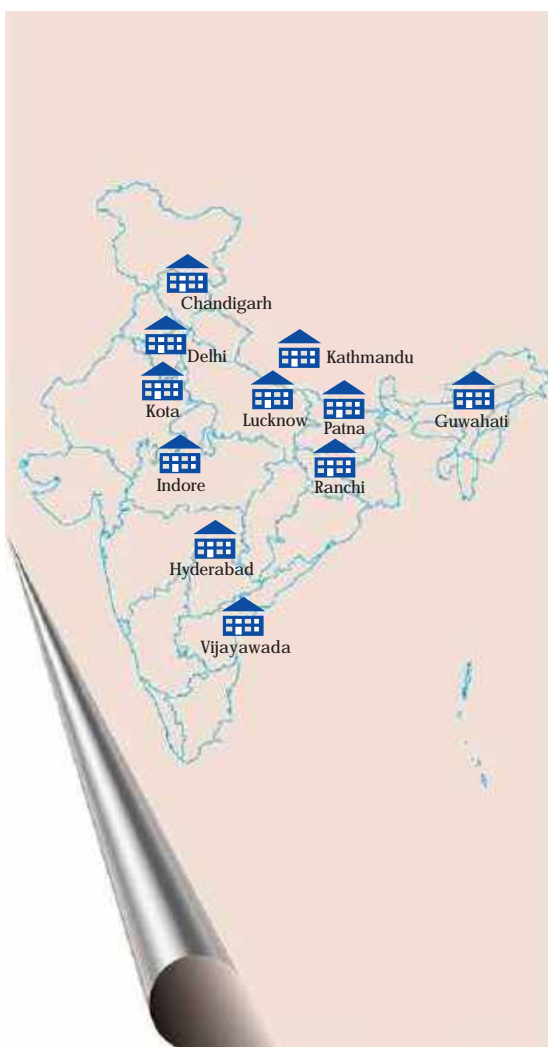 Chandigarh
Delhi
Kathmandu
Kota
Lucknow
Patna
Guwahati
Indore
Ranchi
Hyderabad
Vijayawada